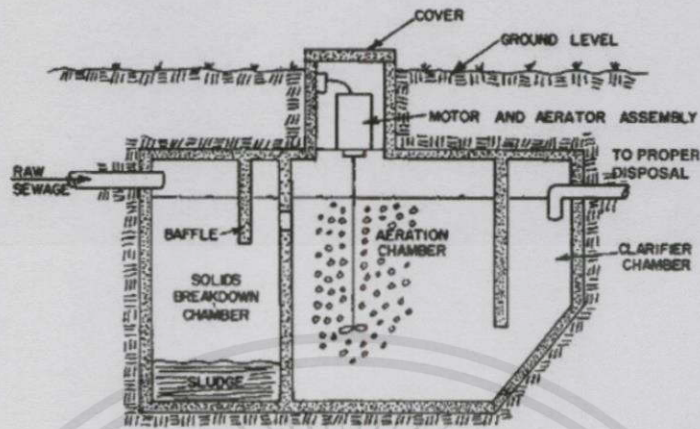 COVER
GROUND LEVEL
MOTOR AND AERATOR ASSEMBLY
RAW
SEWAGE
TO PROPER
DISPOSAL
BAFFLE
AERATION
CHAMBER
CLARIFIER
CHAMBER
SOLIDS
BREAKDOWN
CHAMBER
SLUDGE